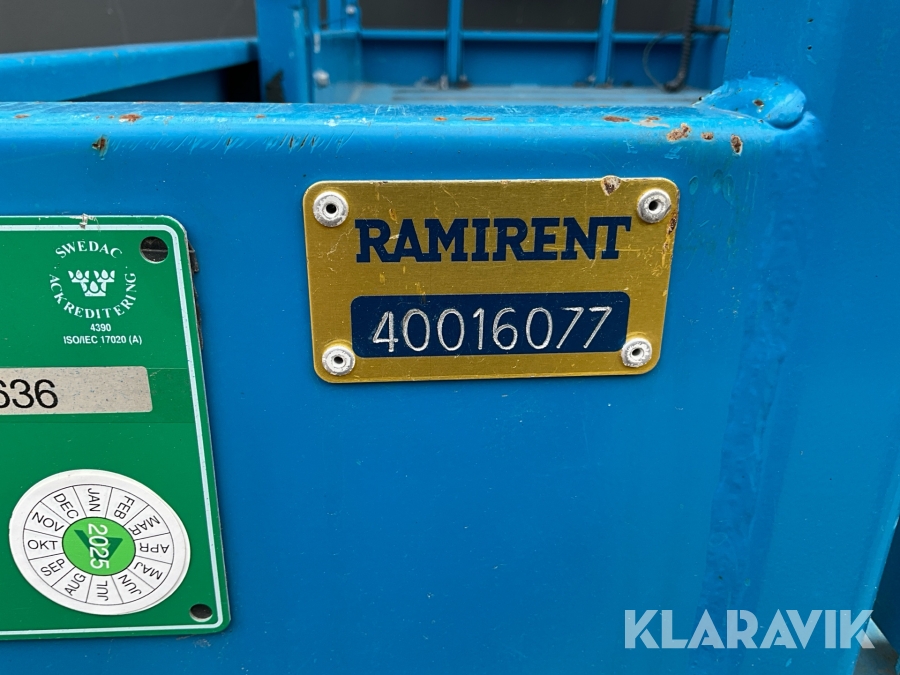 SWEDAC
ACKREDITERING
4390
ISO/IEC 17020 (A)
636
JAN FEB MAR APR MAJ JUN JUL AUG SEP OKT NOV DEC
2025
RAMIRENT
40016077
KLARAVIK